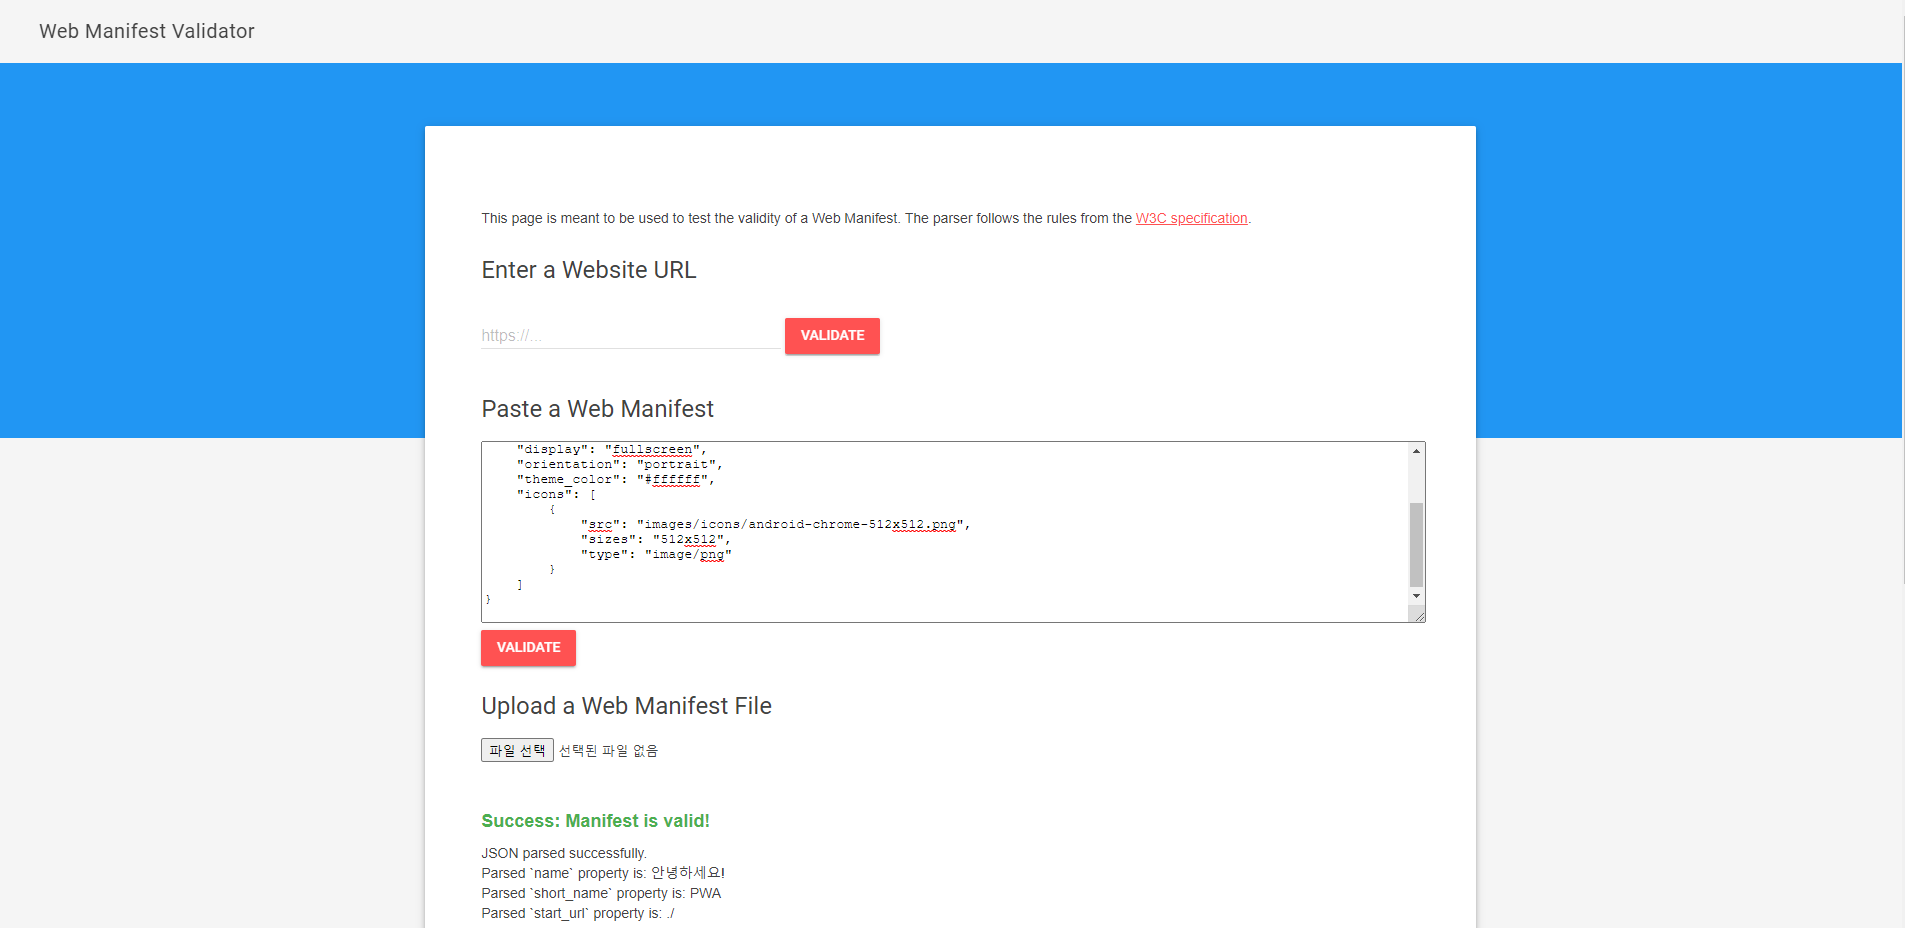 Web Manifest Validator
This page is meant to be used to test the validity of a Web Manifest. The parser follows the rules from the W3C specification.
Enter a Website URL
https://...
VALIDATE
Paste a Web Manifest
"display": "fullscreen",
"orientation": "portrait",
"theme_color": "#ffffff",
"icons": [
{
"src": "images/icons/android-chrome-512x512.png",
"sizes": "512x512",
"type": "image/png"
}
]
}
VALIDATE
Upload a Web Manifest File
파일 선택 선택된 파일 없음
Success: Manifest is valid!
JSON parsed successfully.
Parsed `name` property is: 안녕하세요!
Parsed `short_name` property is: PWA
Parsed `start_url` property is: ./